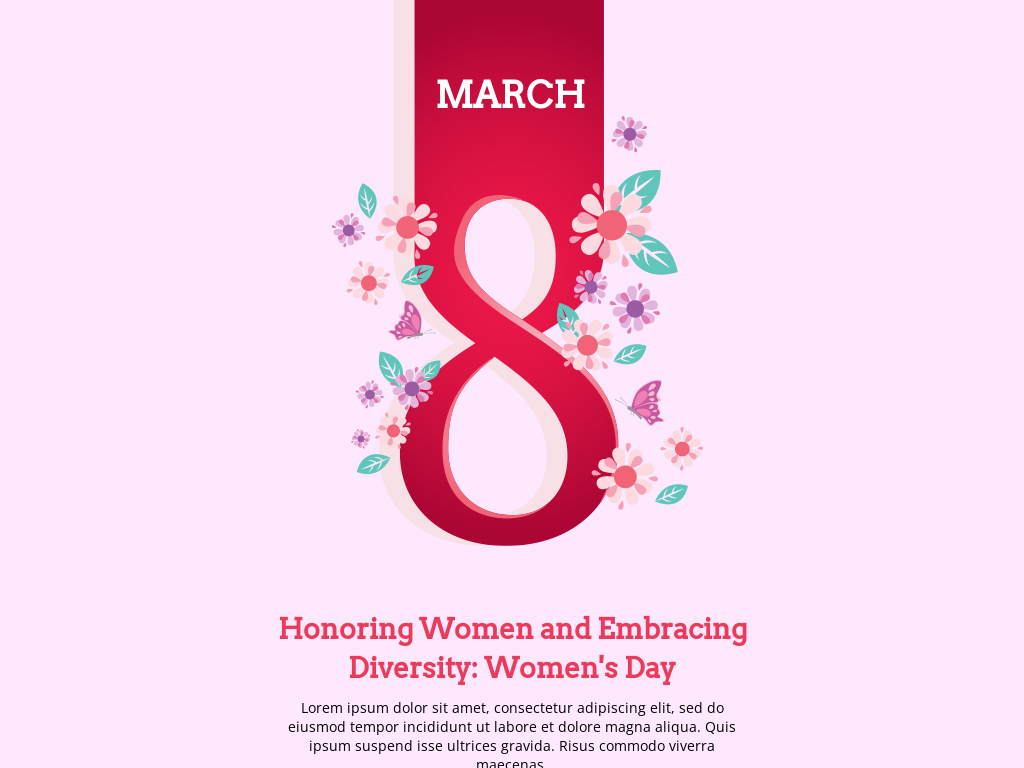 MARCH
8
Honoring Women and Embracing
Diversity: Women's Day
Lorem ipsum dolor sit amet, consectetur adipiscing elit, sed do
eiusmod tempor incididunt ut labore et dolore magna aliqua. Quis
ipsum suspend isse ultrices gravida. Risus commodo viverra
maecenas